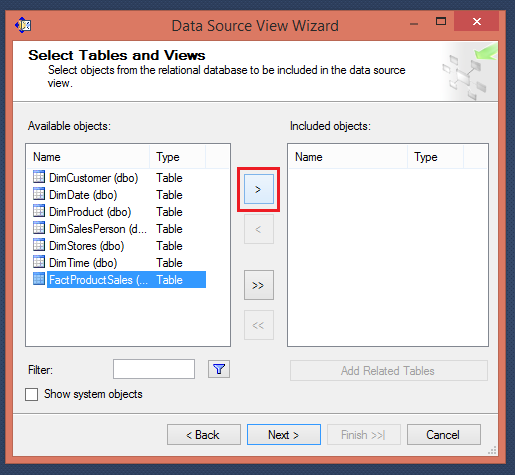 Data Source View Wizard
Select Tables and Views
Select objects from the relational database to be included in the data source
view.
Available objects:
Included objects:
Name Type
Name Type
DimCustomer (dbo) Table
DimDate (dbo) Table
DimProduct (dbo) Table
DimSalesPerson (d... Table
DimStores (dbo) Table
DimTime (dbo) Table
FactProductSales (... Table
>
<
>>
<<
Filter:
Add Related Tables
Show system objects
< Back
Next >
Finish >>|
Cancel